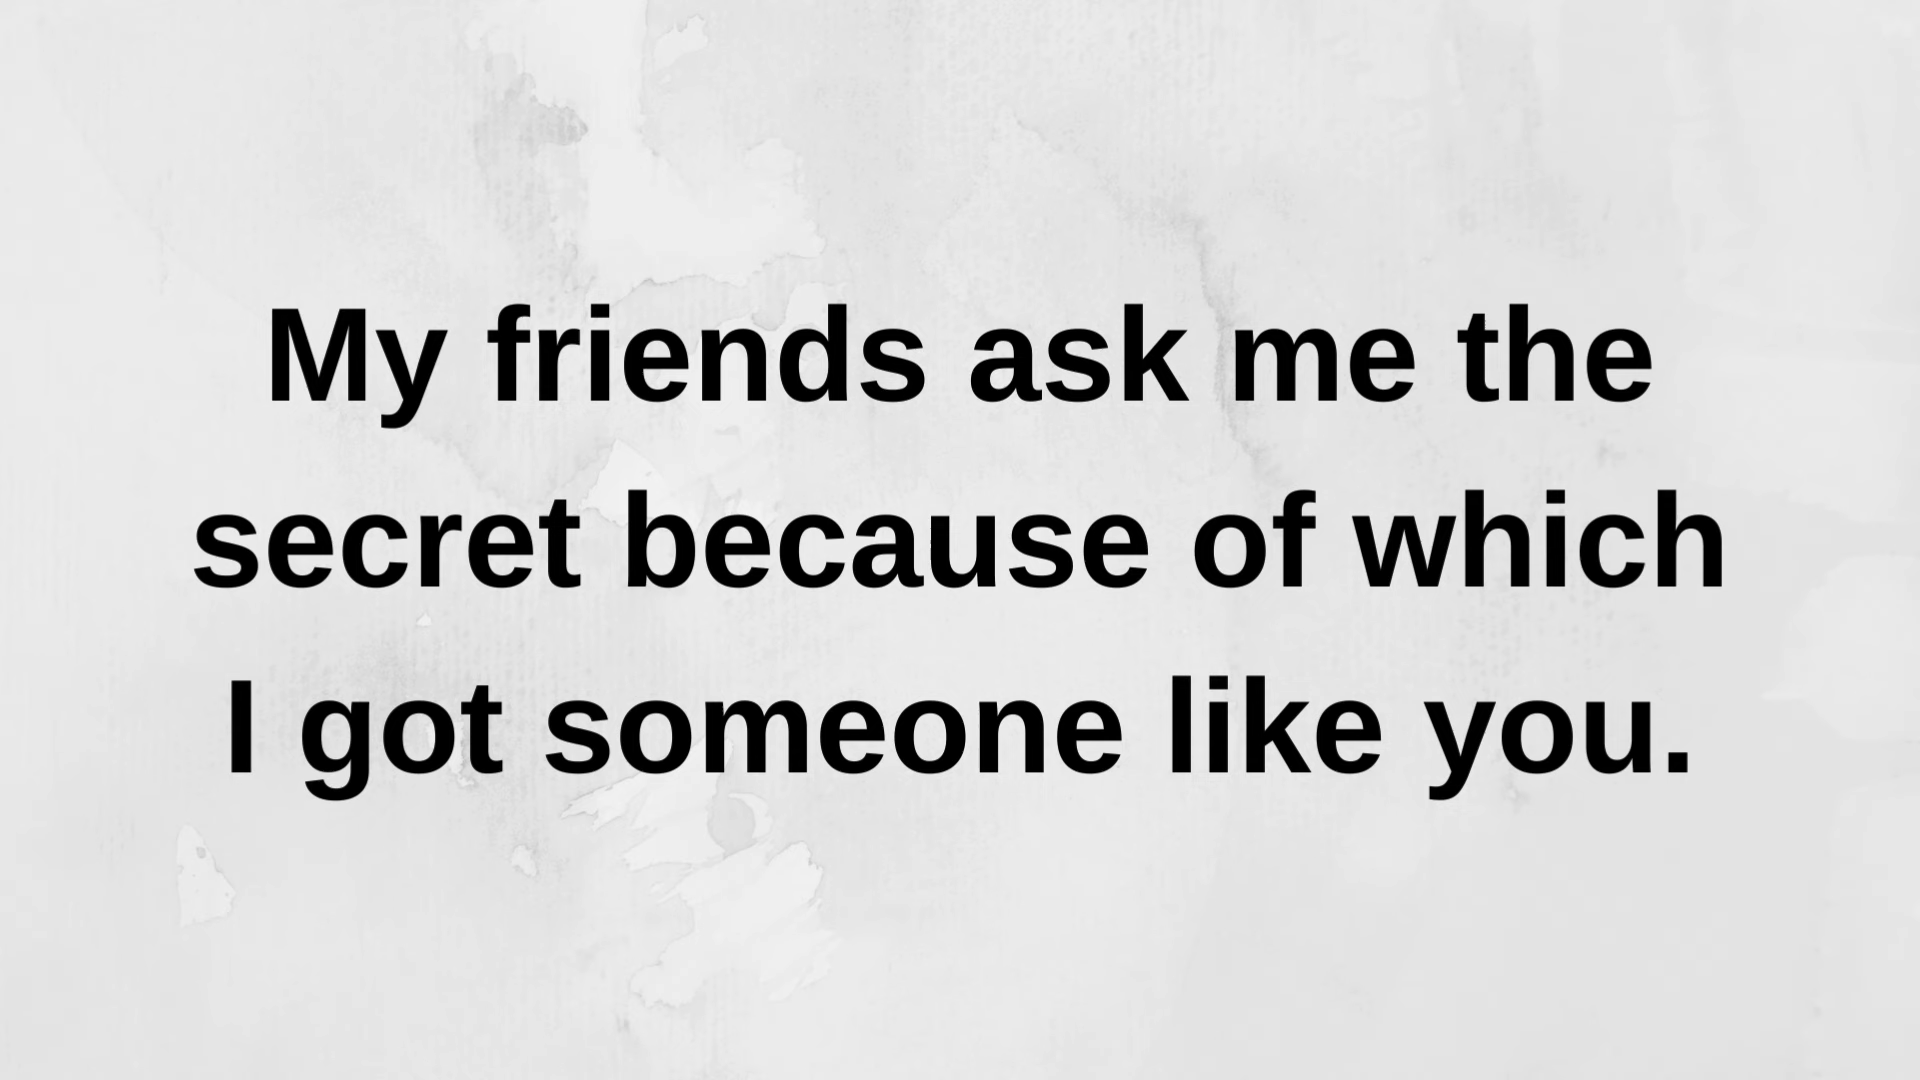 My friends ask me the
secret because of which
I got someone like you.